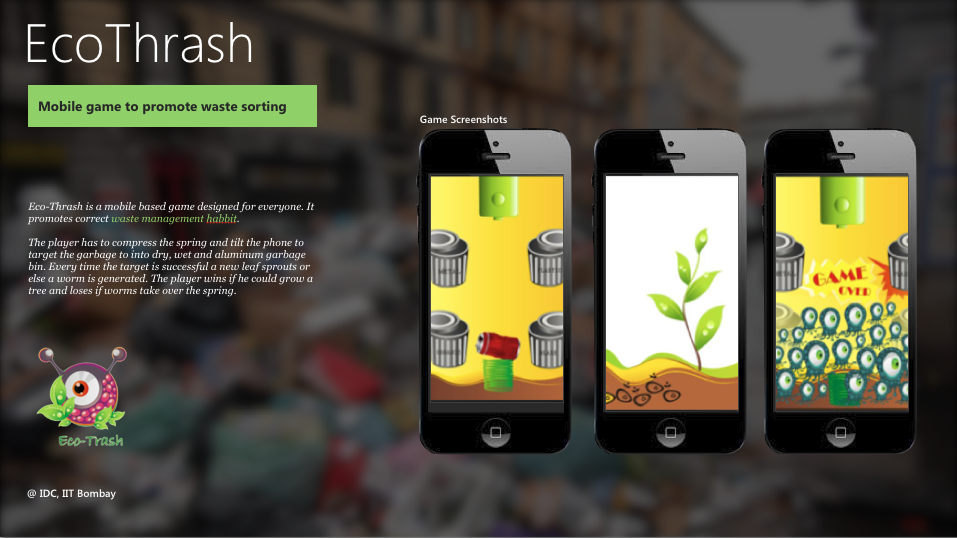 EcoThrash
Mobile game to promote waste sorting
Game Screenshots
Eco-Thrash is a mobile based game designed for everyone. It
promotes correct waste management habbit.
The player has to compress the spring and tilt the phone to
target the garbage to into dry, wet and aluminum garbage
bin. Every time the target is successful a new leaf sprouts or
else a worm is generated. The player wins if he could grow a
tree and loses if worms take over the spring.
GAME
OVER
Eco-Trash
@ IDC, IIT Bombay